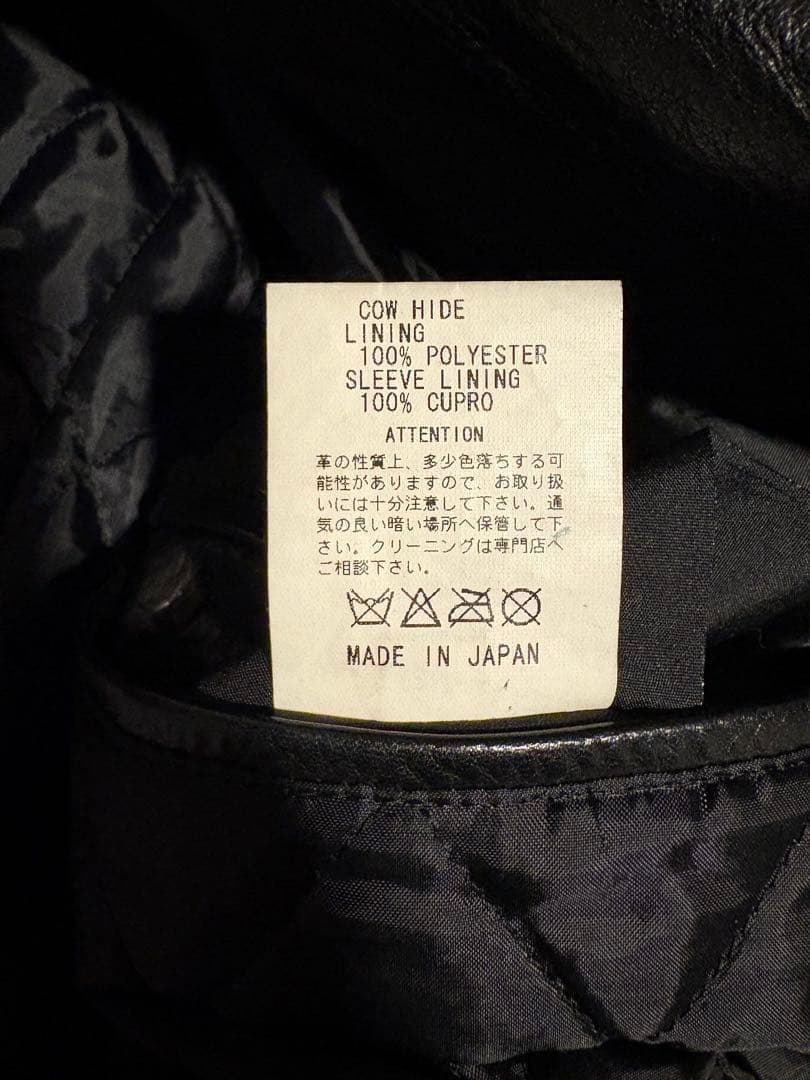 COW HIDE
LINING
100% POLYESTER
SLEEVE LINING
100% CUPRO
ATTENTION
革の性質上、多少色落ちする可
能性がありますので、お取り扱
いには十分注意して下さい。通
気の良い暗い場所へ保管して下
さい。クリーニングは専門店へ
ご相談下さい。
MADE IN JAPAN